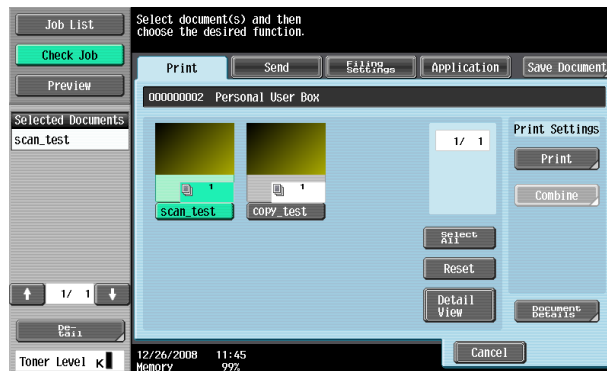 Job List
Check Job
Preview
Selected Documents
scan_test
1/ 1
De-
tail
Toner Level K
Select document(s) and then
choose the desired function.
Print
Send
Filing
Settings
Application
Save Document
000000002 Personal User Box
1
scan_test
1
copy_test
1/ 1
Select
All
Reset
Detail
View
Print Settings
Print
Combine
Document
Details
Cancel
12/26/2008 11:45
Memory 99%